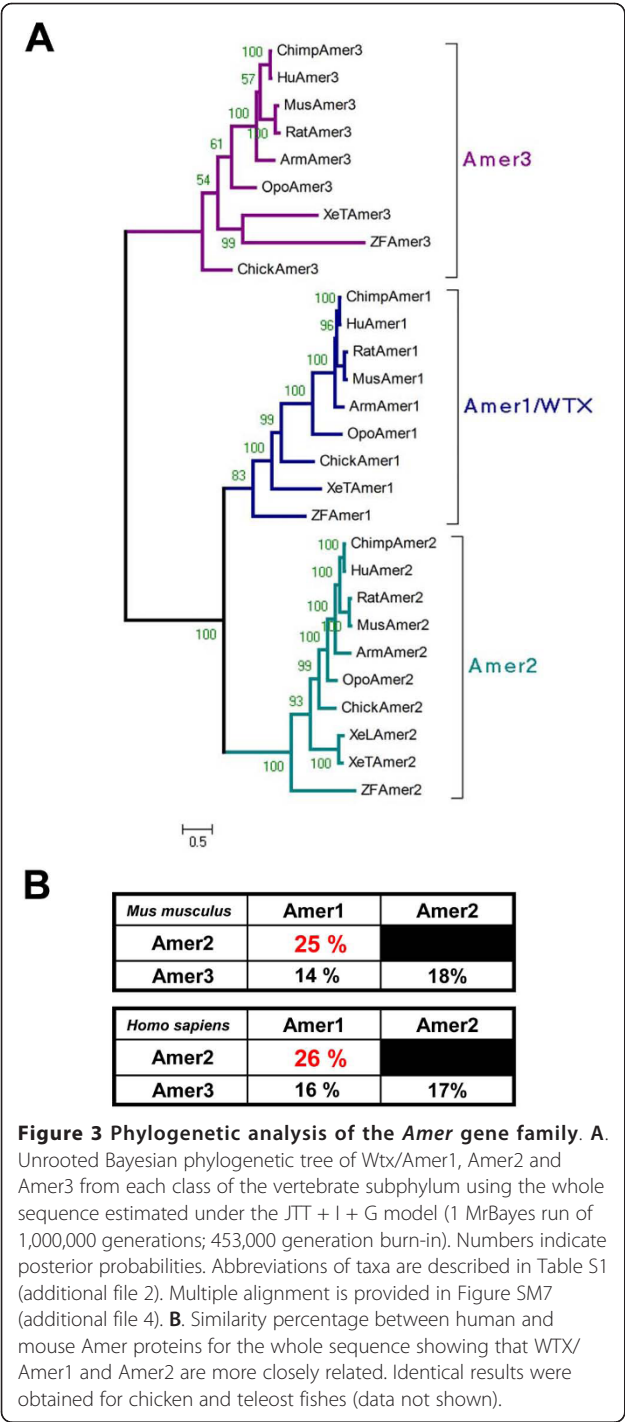 A
100 ChimpAmer3
57 HuAmer3
MusAmer3
100
100 RatAmer3
61 ArmAmer3
54 OpoAmer3
XeTAmer3
99 ZFAmer3
ChickAmer3
Amer3
100 ChimpAmer1
96 HuAmer1
RatAmer1
100 MusAmer1
100 ArmAmer1
99 OpoAmer1
100 ChickAmer1
83 XeTAmer1
ZFAmer1
Amer1/WTX
100 ChimpAmer2
100 HuAmer2
RatAmer2
100
100 MusAmer2
100 ArmAmer2
99 OpoAmer2
93 ChickAmer2
XeLAmer2
100 XeTAmer2
100 ZFAmer2
Amer2
100
0.5
B
Mus musculus Amer1 Amer2
Amer2 25 %
Amer3 14 % 18%
Homo sapiens Amer1 Amer2
Amer2 26 %
Amer3 16 % 17%
Figure 3 Phylogenetic analysis of the Amer gene family. A.
Unrooted Bayesian phylogenetic tree of Wtx/Amer1, Amer2 and
Amer3 from each class of the vertebrate subphylum using the whole
sequence estimated under the JTT + I + G model (1 MrBayes run of
1,000,000 generations; 453,000 generation burn-in). Numbers indicate
posterior probabilities. Abbreviations of taxa are described in Table S1
(additional file 2). Multiple alignment is provided in Figure SM7
(additional file 4). B. Similarity percentage between human and
mouse Amer proteins for the whole sequence showing that WTX/
Amer1 and Amer2 are more closely related. Identical results were
obtained for chicken and teleost fishes (data not shown).